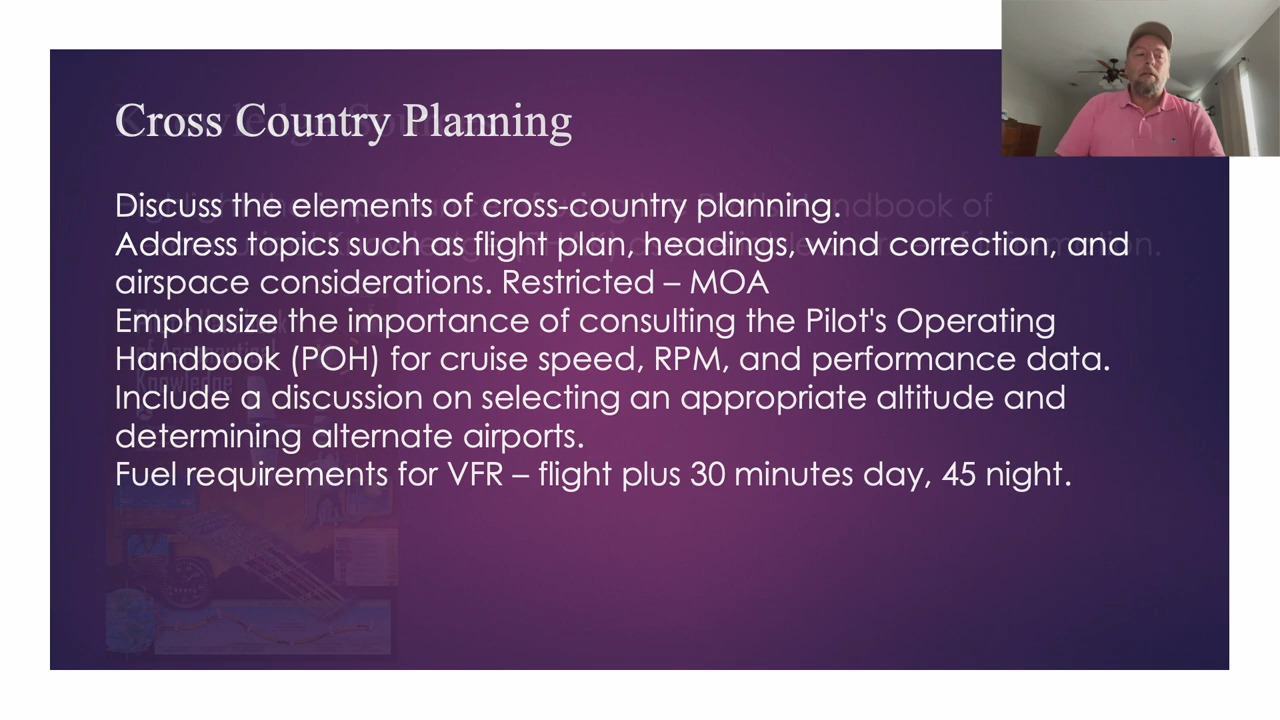 Cross Country Planning
Discuss the elements of cross-country planning.
Address topics such as flight plan, headings, wind correction, and
airspace considerations. Restricted – MOA
Emphasize the importance of consulting the Pilot's Operating
Handbook (POH) for cruise speed, RPM, and performance data.
Include a discussion on selecting an appropriate altitude and
determining alternate airports.
Fuel requirements for VFR – flight plus 30 minutes day, 45 night.